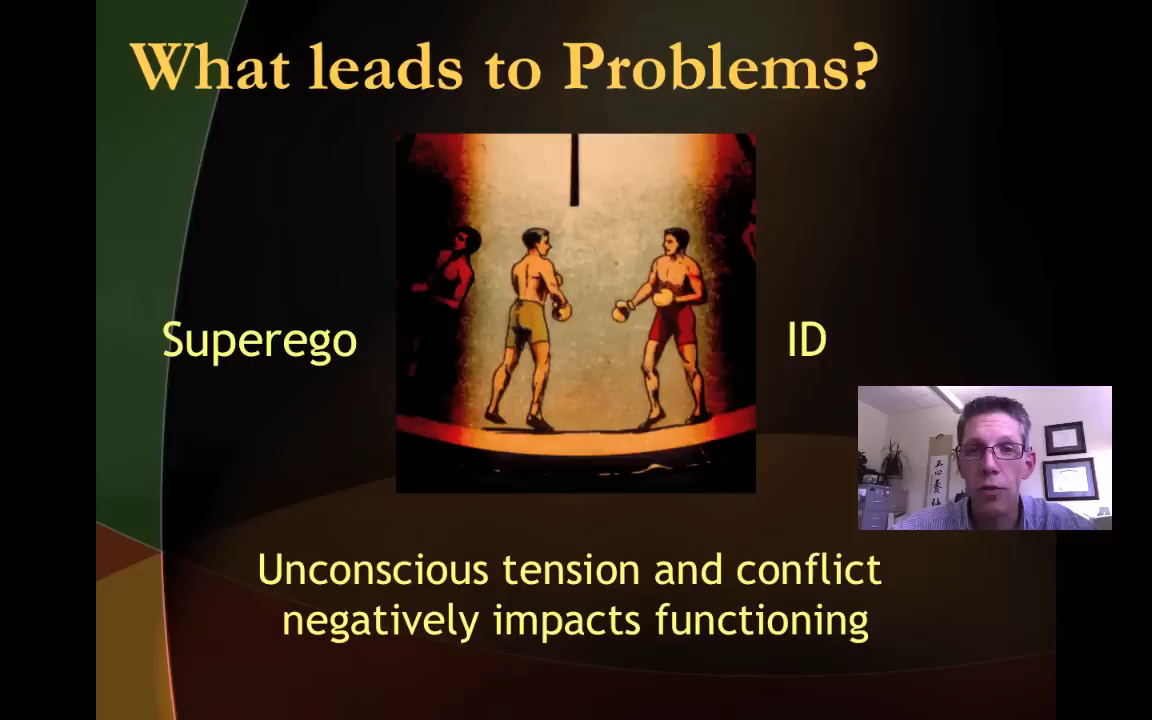 What leads to Problems?
Superego
ID
Unconscious tension and conflict
negatively impacts functioning